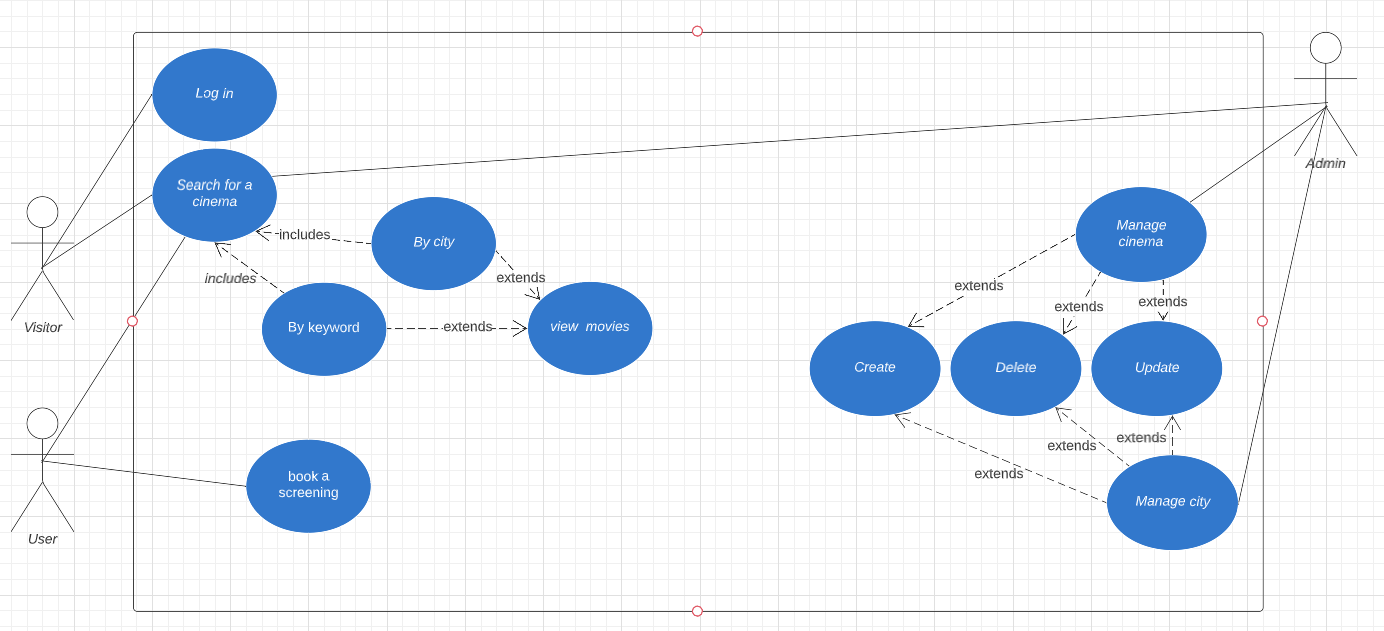 Log in
Search for a
cinema
Admin
Visitor
includes
By city
includes
extends
By keyword
extends
view movies
Manage
cinema
extends
extends
extends
Create
Delete
Update
extends
extends
extends
Manage city
User
book a
screening